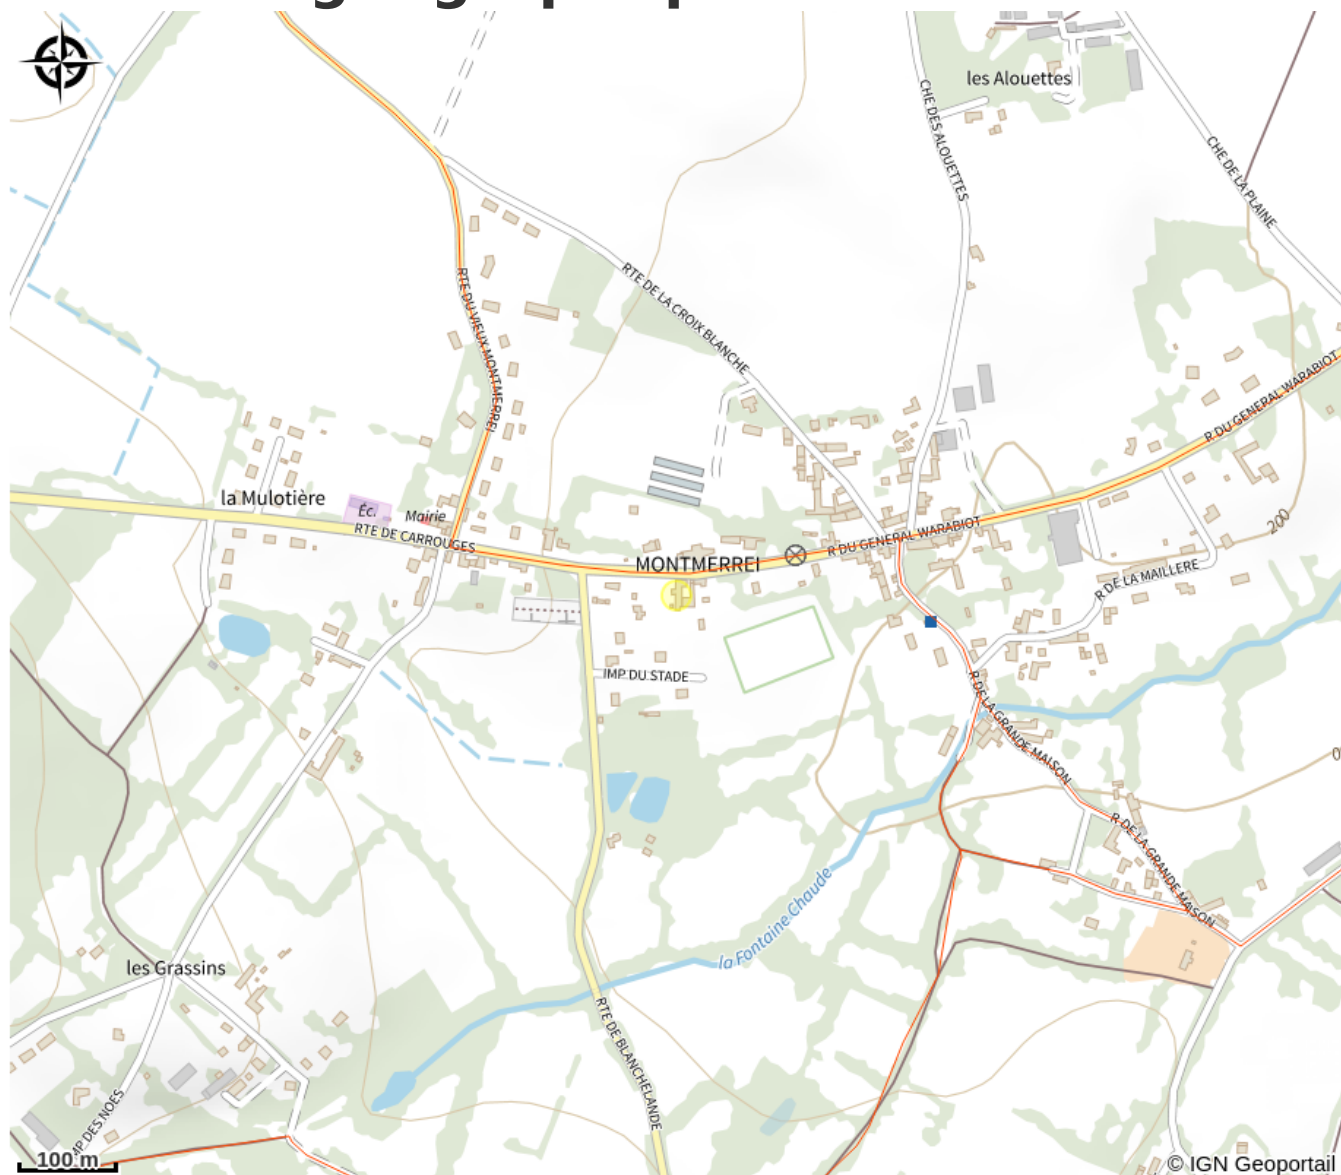 les Alouettes
CHE DES ALOUETTES
CHE DE LA PLAINE
RTE DE LA CROIX BLANCHE
RTE DU VIEUX MONTMERREI
R DU GENERAL WARABIOT
la Mulotière
Éc.
Mairie
RTE DE CARROUGES
MONTMERREI
R DU GENERAL WARABIOT
200
R DE LA MAILLERE
IMP DU STADE
R DE LA GRANDE MAISON
R DE LA GRANDE MAISON
la Fontaine Chaude
les Grassins
RTE DE BLANCHELANDE
MP DES NOES
100 m
© IGN Geoportail